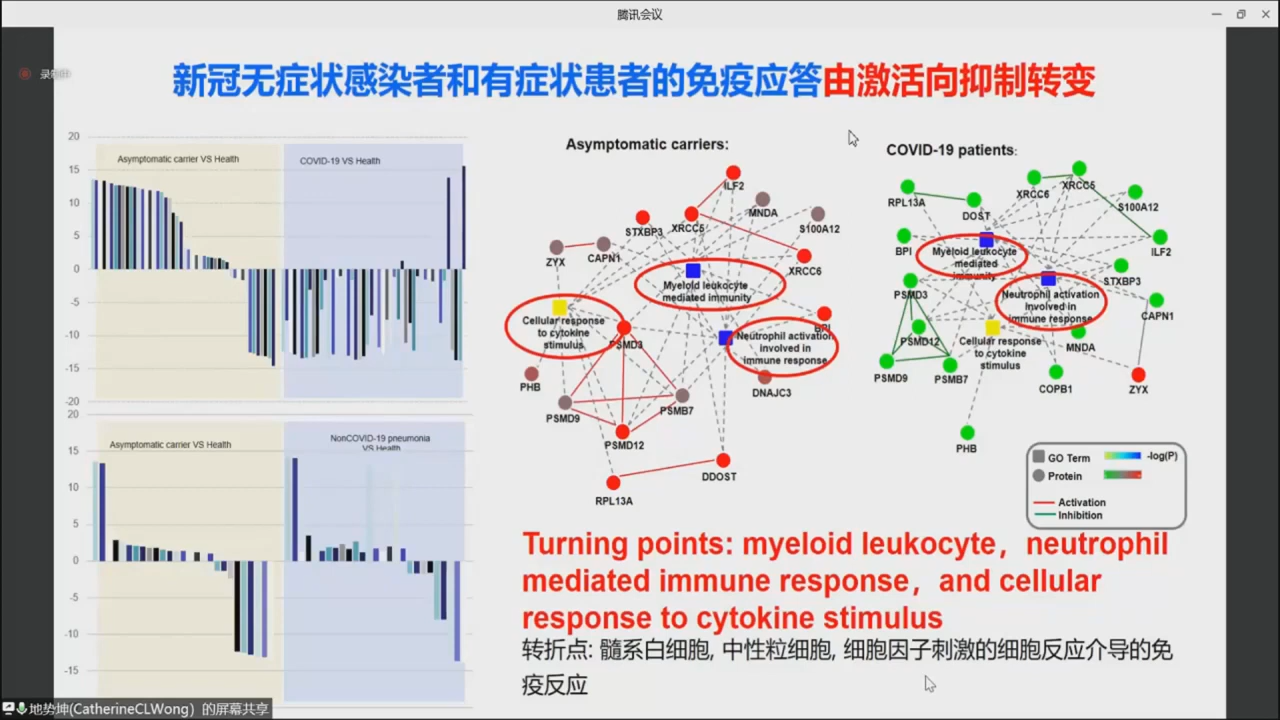 腾讯会议
录制中
新冠无症状感染者和有症状患者的免疫应答由激活向抑制转变
20
15
10
5
0
-5
-10
-15
-20
Asymptomatic carrier VS Health
COVID-19 VS Health
20
15
10
5
0
-5
-10
-15
Asymptomatic carrier VS Health
NonCOVID-19 pneumonia
VS Health
Asymptomatic carriers:
ILF2
MNDA
S100A12
STXBP3
XRCC5
ZYX
CAPN1
XRCC6
Myeloid leukocyte
mediated immunity
Cellular response
to cytokine
stimulus
BPI
PSMD3
Neutrophil activation
involved in
immune response
PHB
DNAJC3
PSMD9
PSMB7
PSMD12
DDOST
RPL13A
COVID-19 patients:
XRCC6
XRCC5
RPL13A
S100A12
DOST
BPI
ILF2
Myeloid leukocyte
mediated
immunity
STXBP3
PSMD3
Neutrophil activation
involved in
immune response
CAPN1
PSMD12
Cellular response
to cytokine
stimulus
MNDA
PSMD9
PSMB7
COPB1
ZYX
PHB
GO Term
-log(P)
Protein
Activation
Inhibition
Turning points: myeloid leukocyte，neutrophil
mediated immune response，and cellular
response to cytokine stimulus
转折点: 髓系白细胞, 中性粒细胞, 细胞因子刺激的细胞反应介导的免
疫反应
地势坤(CatherineCLWong）的屏幕共享